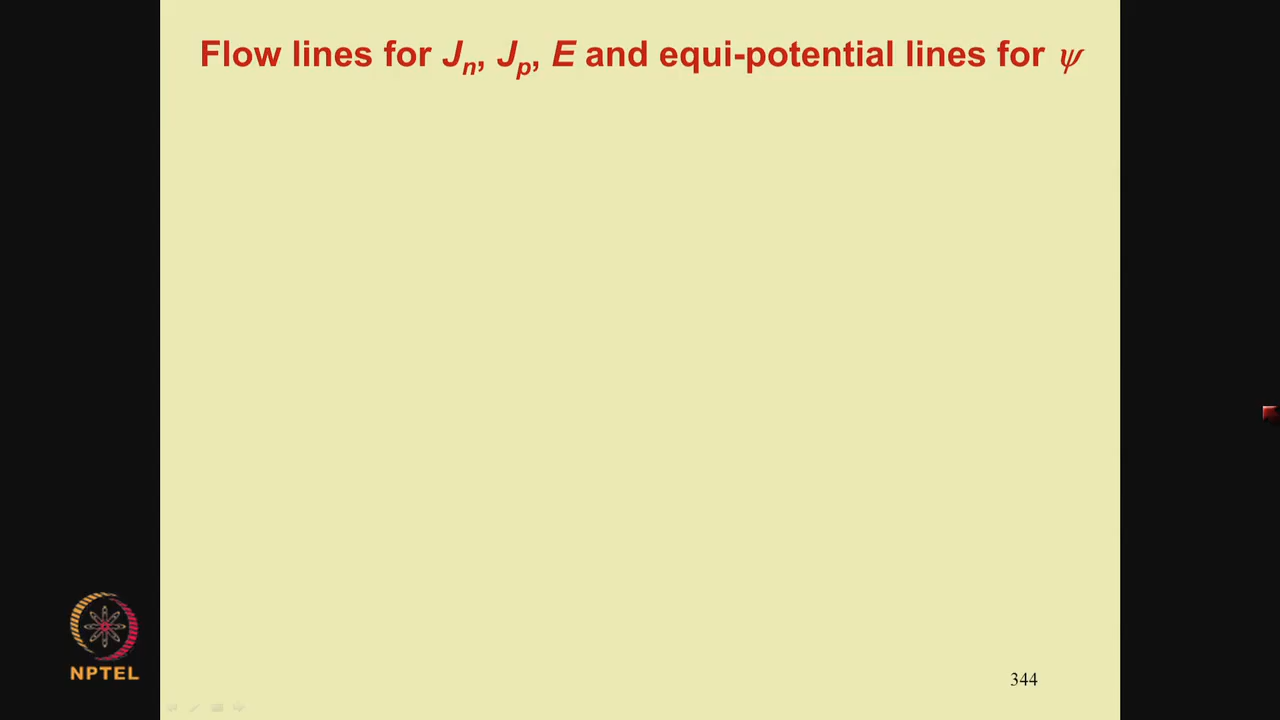 Flow lines for Jn, Jp, E and equi-potential lines for ψ
NPTEL
344